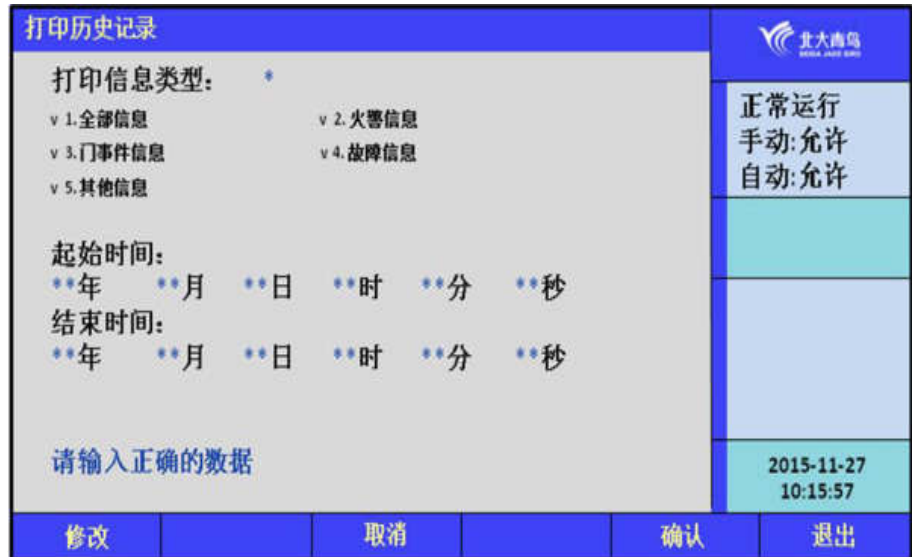 打印历史记录
北大青鸟
打印信息类型: *
v 1.全部信息 v 2.火警信息
v 3.门事件信息 v 4.故障信息
v 5.其他信息
起始时间:
**年 **月 **日 **时 **分 **秒
结束时间:
**年 **月 **日 **时 **分 **秒
请输入正确的数据
正常运行
手动:允许
自动:允许
2015-11-27
10:15:57
修改 取消 确认 退出